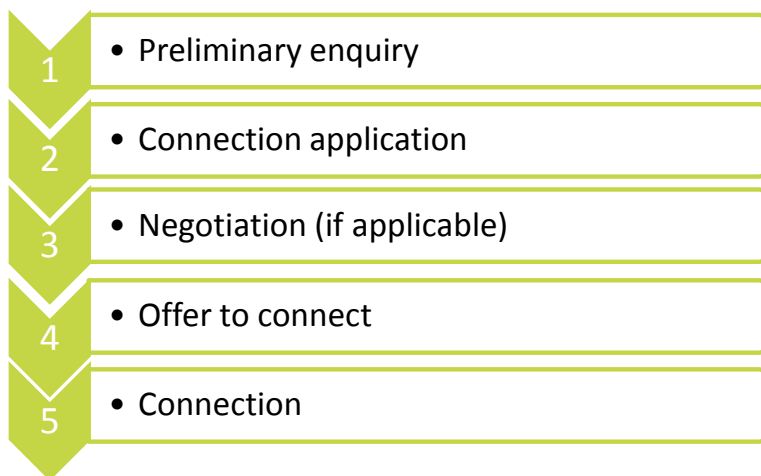 1
• Preliminary enquiry
2
• Connection application
3
• Negotiation (if applicable)
4
• Offer to connect
5
• Connection